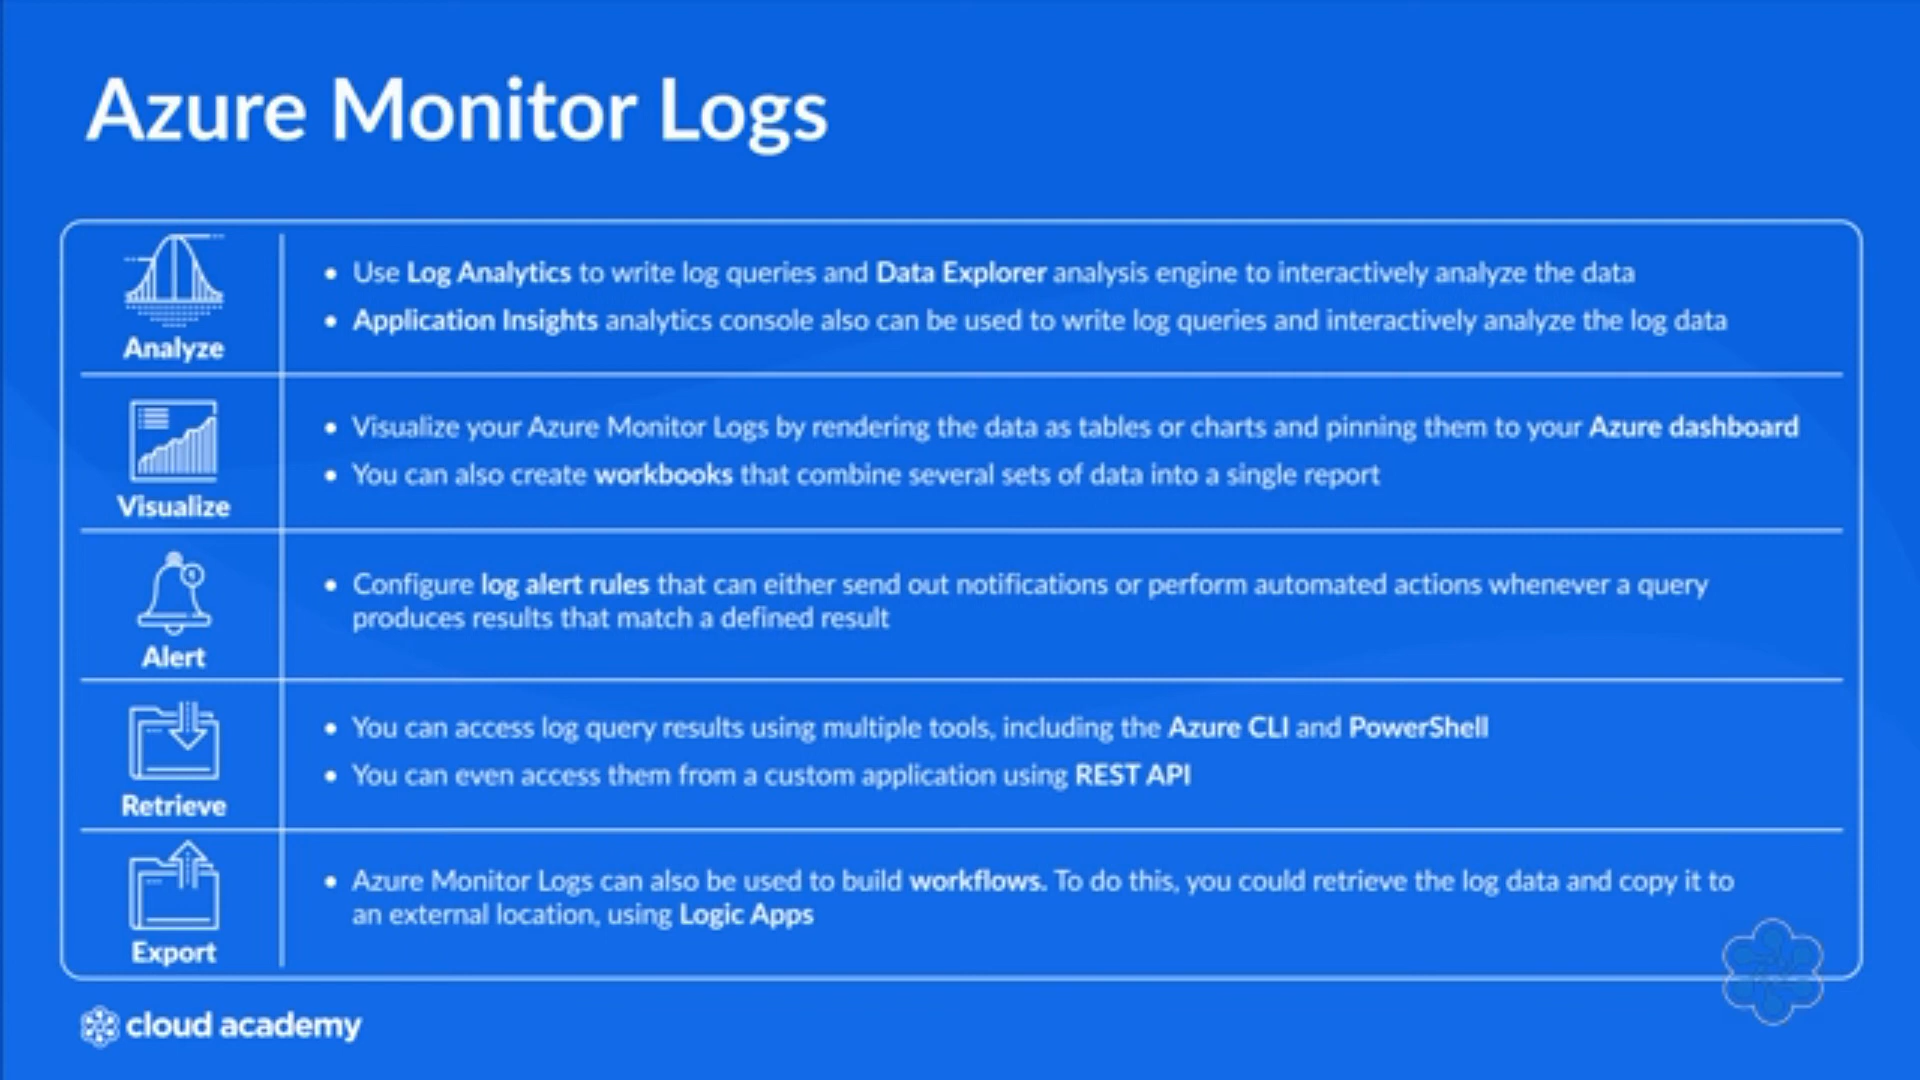 Azure Monitor Logs
Analyze
• Use Log Analytics to write log queries and Data Explorer analysis engine to interactively analyze the data
• Application Insights analytics console also can be used to write log queries and interactively analyze the log data
Visualize
• Visualize your Azure Monitor Logs by rendering the data as tables or charts and pinning them to your Azure dashboard
• You can also create workbooks that combine several sets of data into a single report
Alert
• Configure log alert rules that can either send out notifications or perform automated actions whenever a query
produces results that match a defined result
Retrieve
• You can access log query results using multiple tools, including the Azure CLI and PowerShell
• You can even access them from a custom application using REST API
Export
• Azure Monitor Logs can also be used to build workflows. To do this, you could retrieve the log data and copy it to
an external location, using Logic Apps
cloud academy